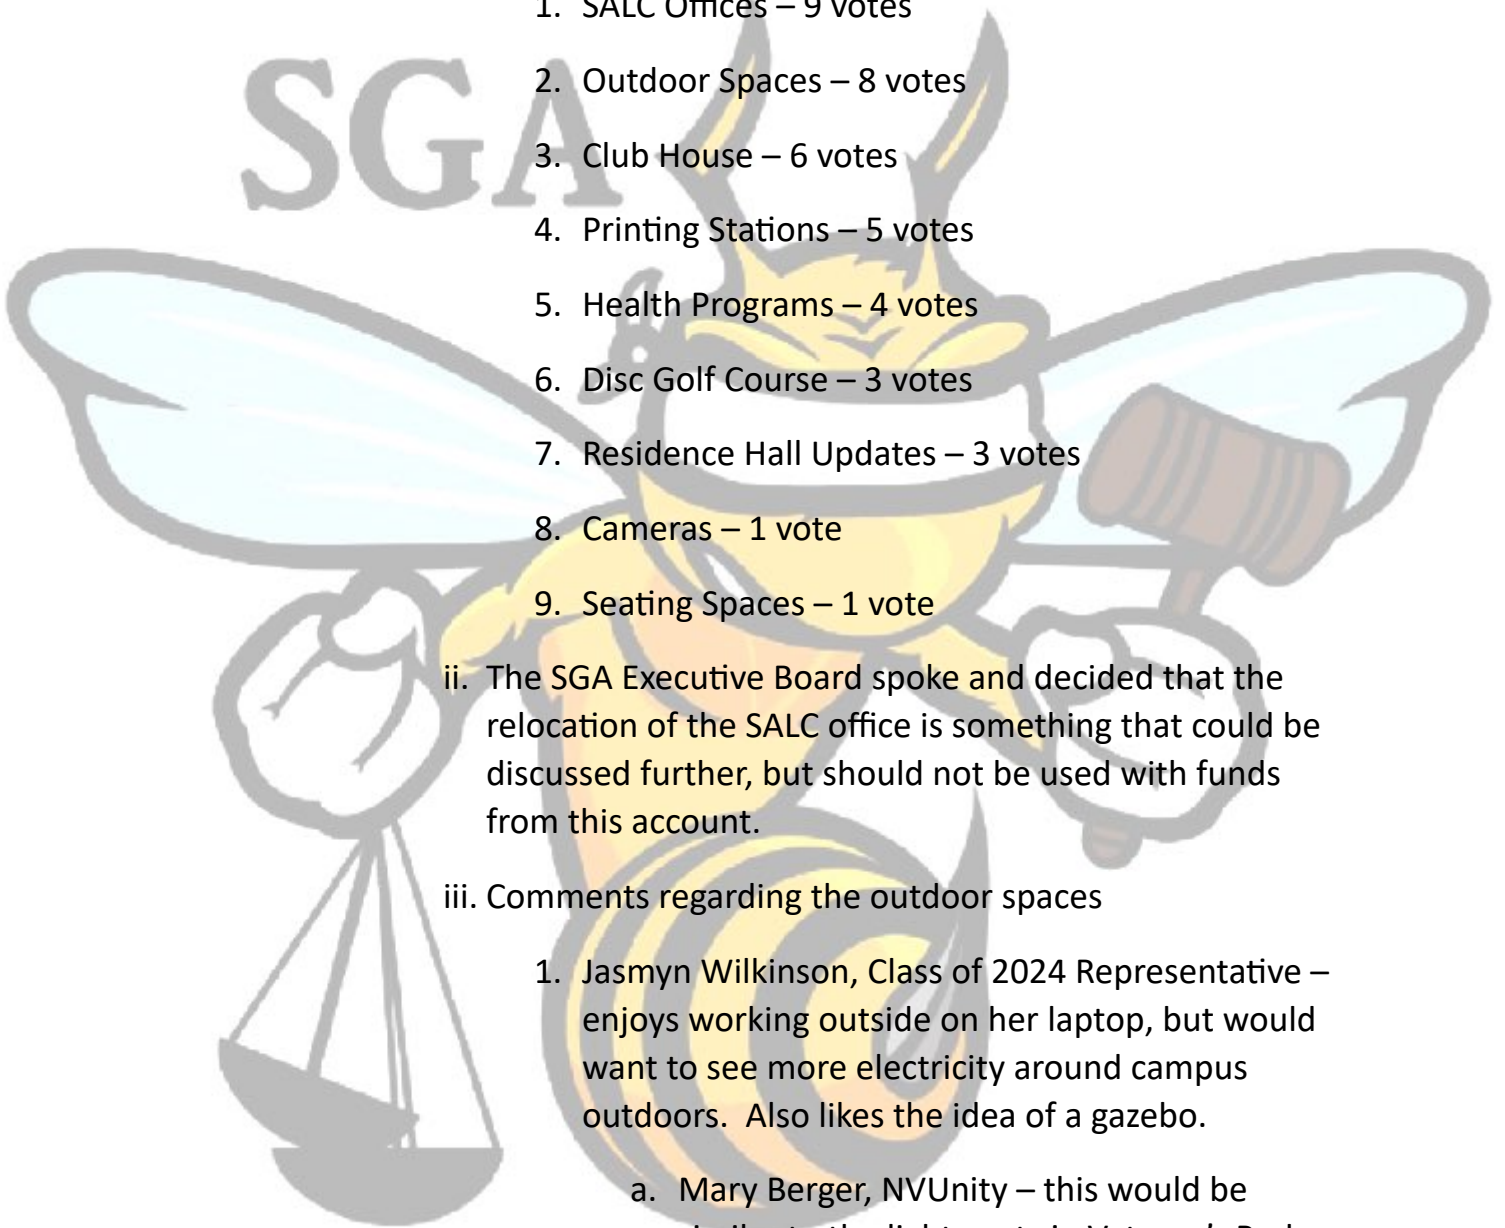 1. SALC Offices – 9 votes
SGA
2. Outdoor Spaces – 8 votes
3. Club House – 6 votes
4. Printing Stations – 5 votes
5. Health Programs – 4 votes
6. Disc Golf Course – 3 votes
7. Residence Hall Updates – 3 votes
8. Cameras – 1 vote
9. Seating Spaces – 1 vote
ii. The SGA Executive Board spoke and decided that the
relocation of the SALC office is something that could be
discussed further, but should not be used with funds
from this account.
iii. Comments regarding the outdoor spaces
1. Jasmyn Wilkinson, Class of 2024 Representative –
enjoys working outside on her laptop, but would
want to see more electricity around campus
outdoors.  Also likes the idea of a gazebo.
a. Mary Berger, NVUnity – this would be